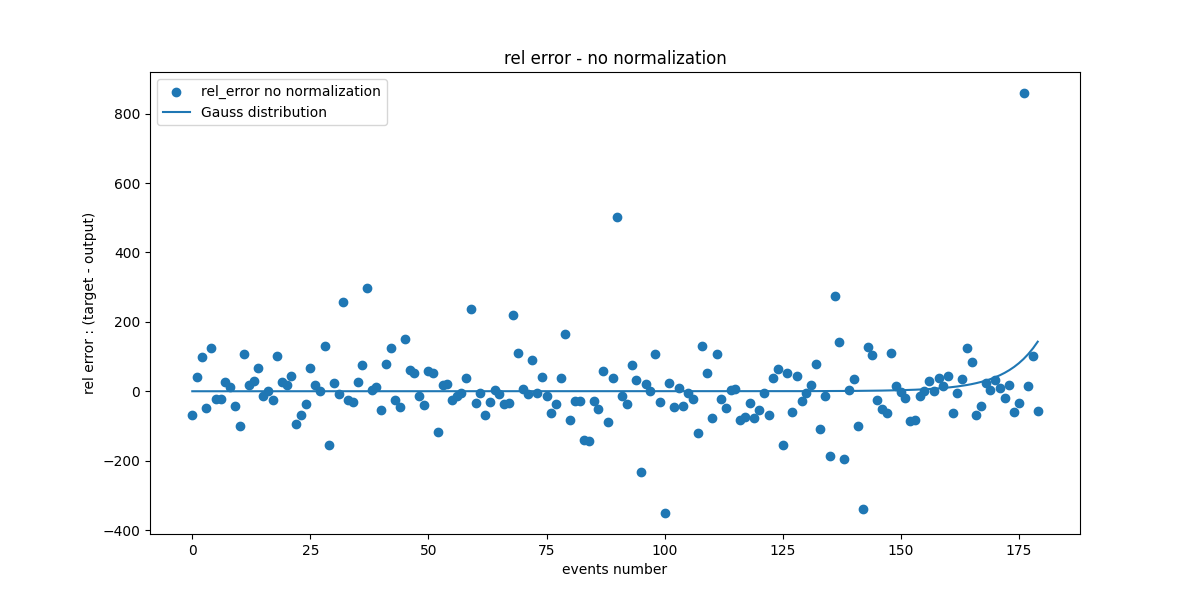 rel error - no normalization
rel_error no normalization
Gauss distribution
rel error : (target - output)
800
600
400
200
0
−200
−400
0 25 50 75 100 125 150 175
events number